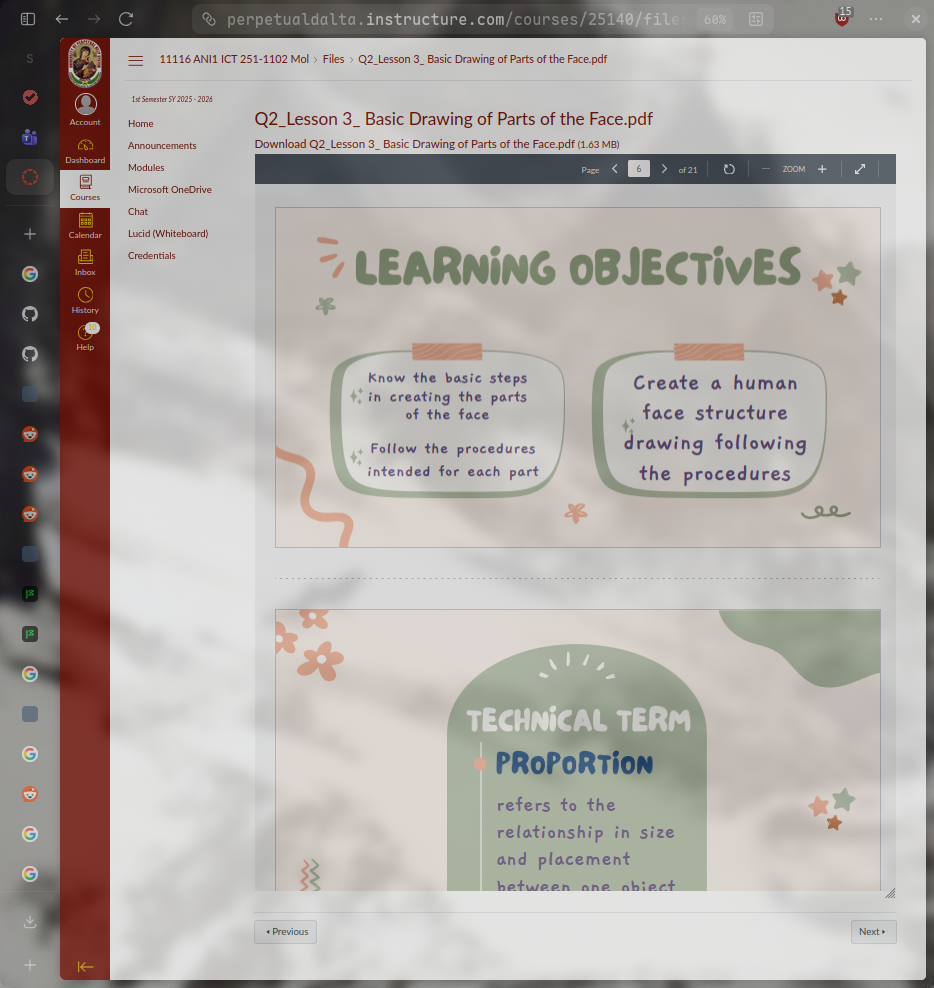 perpetualdalta.instructure.com/courses/25140/files
60%
15
S
11116 ANI1 ICT 251-1102 Mol › Files › Q2_Lesson 3_ Basic Drawing of Parts of the Face.pdf
1st Semester SY 2025 - 2026
Home
Announcements
Modules
Microsoft OneDrive
Chat
Lucid (Whiteboard)
Credentials
Account
Dashboard
Courses
Calendar
Inbox
History
Help
Q2_Lesson 3_ Basic Drawing of Parts of the Face.pdf
Download Q2_Lesson 3_ Basic Drawing of Parts of the Face.pdf (1.63 MB)
Page 6 of 21 ZOOM
LEARNING OBJECTIVES
Know the basic steps
in creating the parts
of the face
Follow the procedures
intended for each part
Create a human
face structure
drawing following
the procedures
TECHNICAL TERM
PROPORTION
refers to the
relationship in size
and placement
between one object
Previous
Next